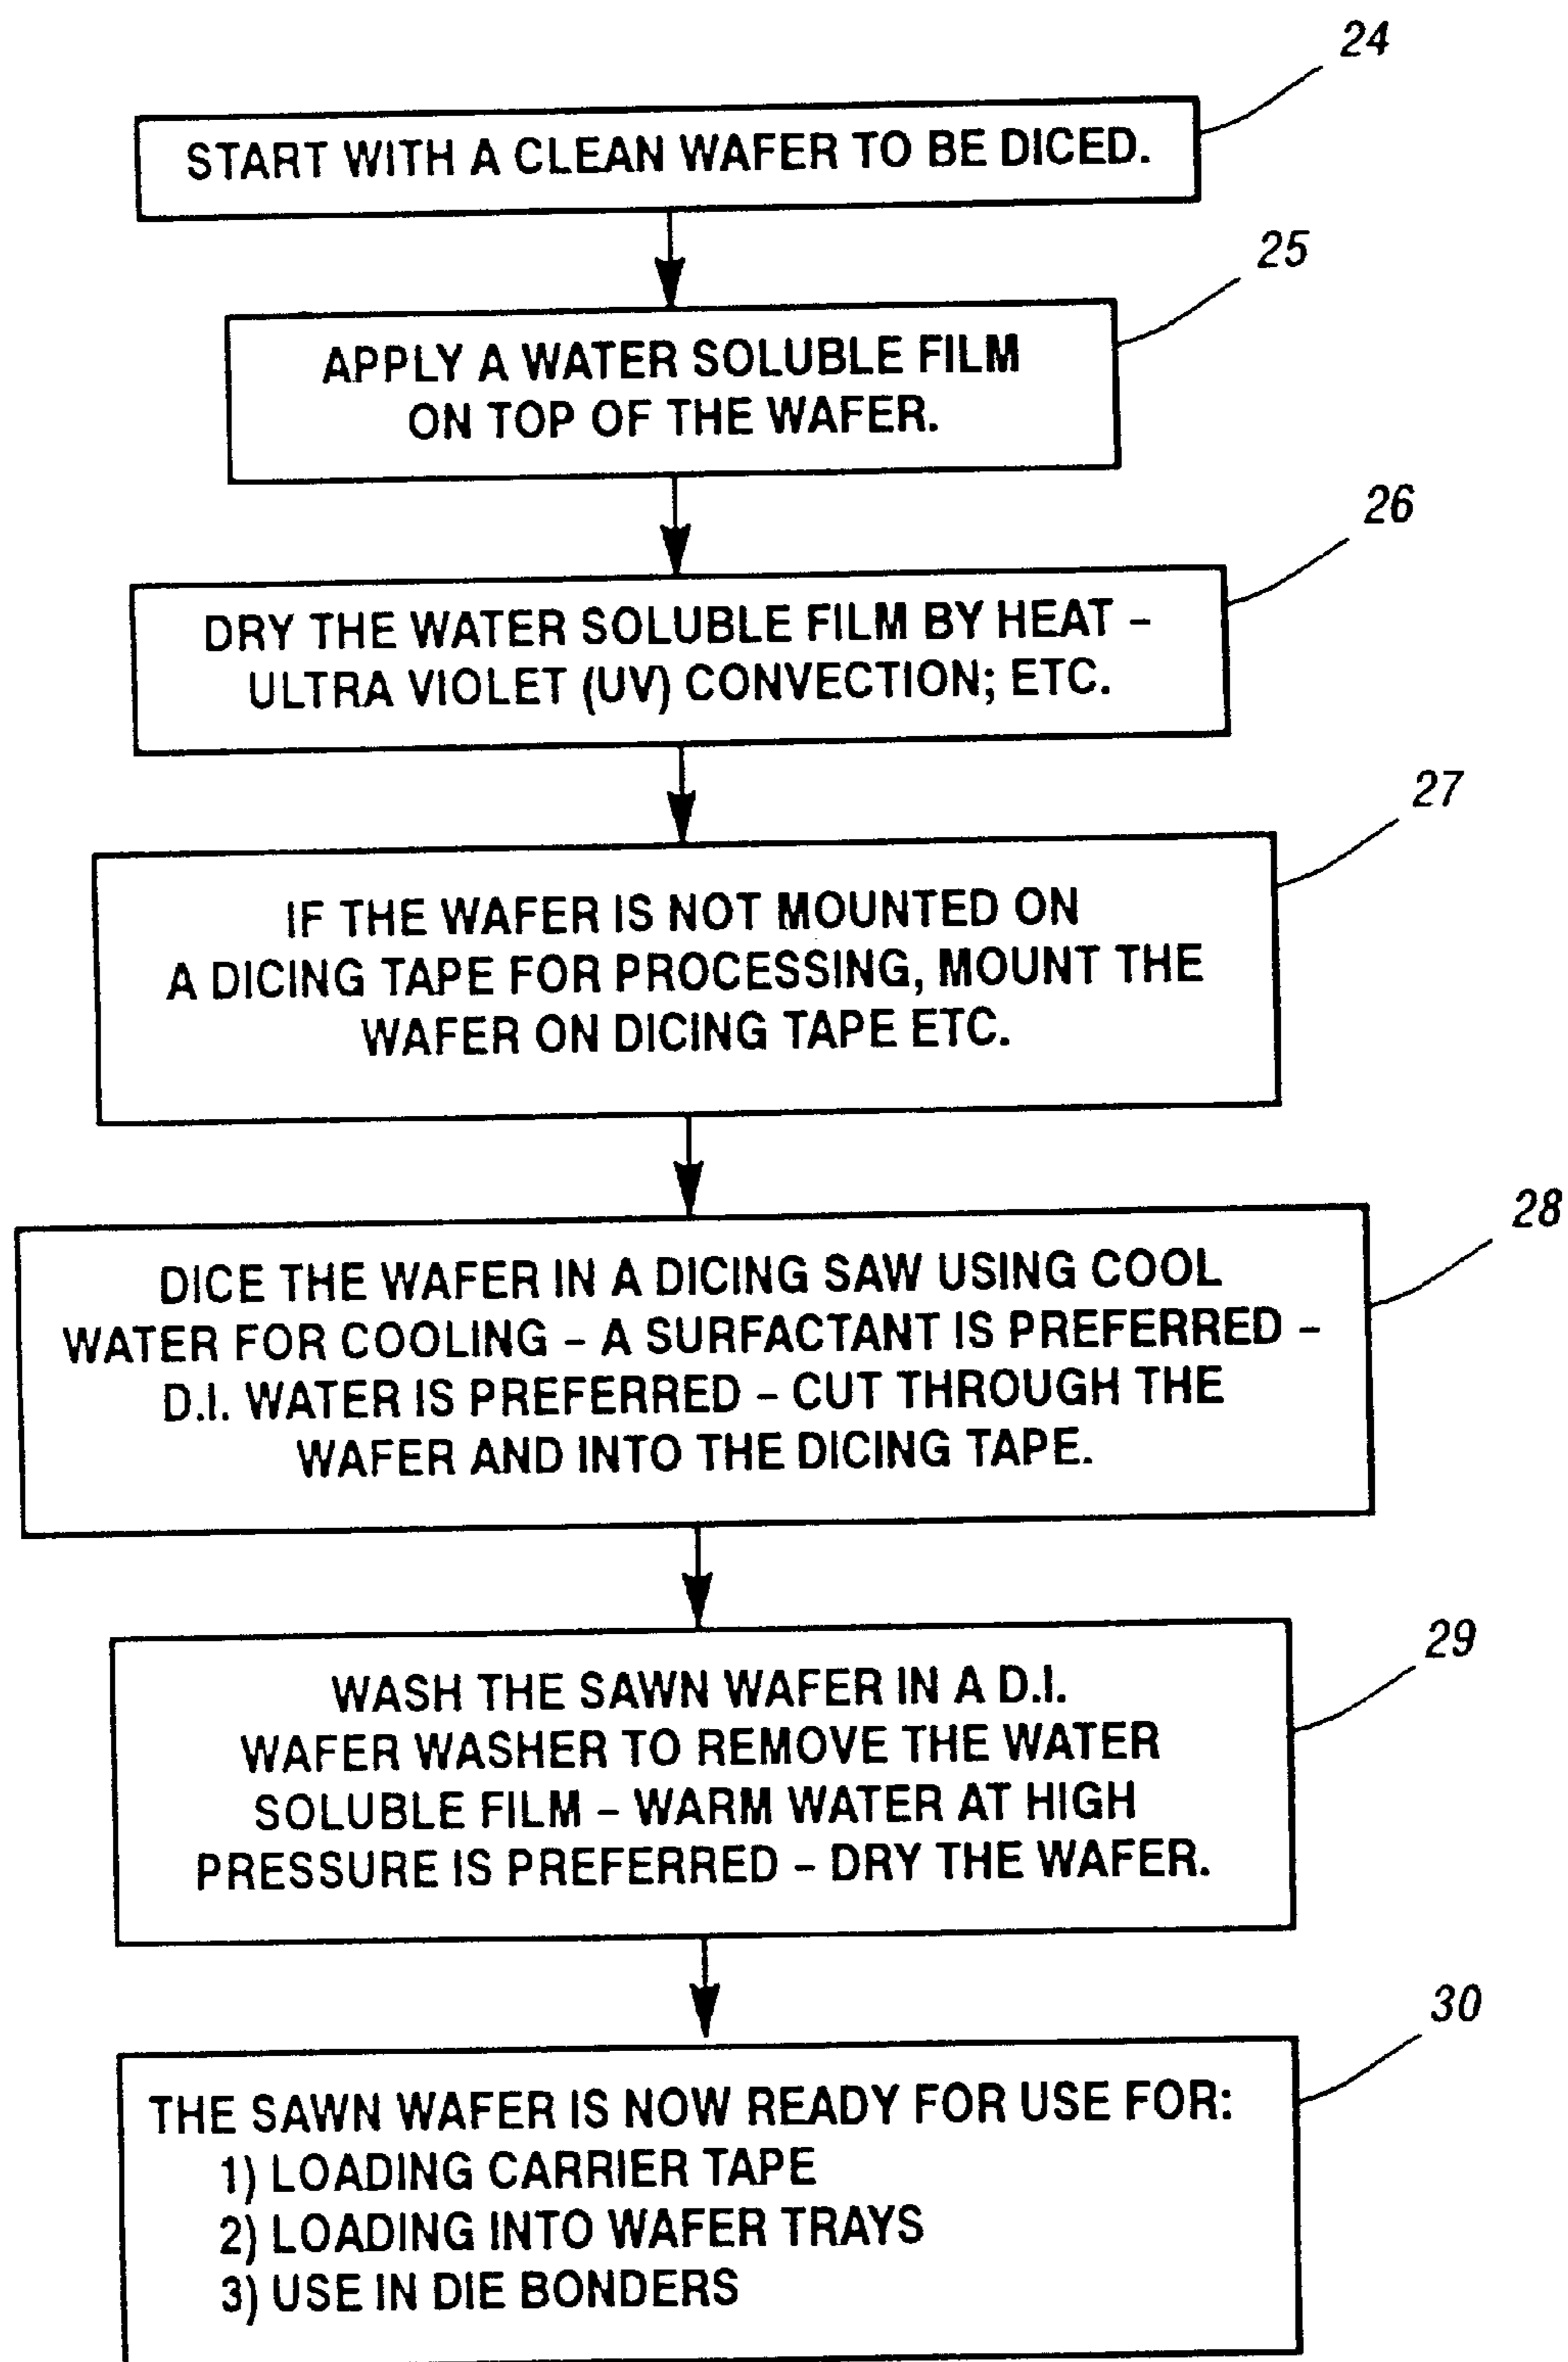 24
START WITH A CLEAN WAFER TO BE DICED.
25
APPLY A WATER SOLUBLE FILM
ON TOP OF THE WAFER.
26
DRY THE WATER SOLUBLE FILM BY HEAT –
ULTRA VIOLET (UV) CONVECTION; ETC.
27
IF THE WAFER IS NOT MOUNTED ON
A DICING TAPE FOR PROCESSING, MOUNT THE
WAFER ON DICING TAPE ETC.
28
DICE THE WAFER IN A DICING SAW USING COOL
WATER FOR COOLING – A SURFACTANT IS PREFERRED –
D.I. WATER IS PREFERRED – CUT THROUGH THE
WAFER AND INTO THE DICING TAPE.
29
WASH THE SAWN WAFER IN A D.I.
WAFER WASHER TO REMOVE THE WATER
SOLUBLE FILM – WARM WATER AT HIGH
PRESSURE IS PREFERRED – DRY THE WAFER.
30
THE SAWN WAFER IS NOW READY FOR USE FOR:
1) LOADING CARRIER TAPE
2) LOADING INTO WAFER TRAYS
3) USE IN DIE BONDERS